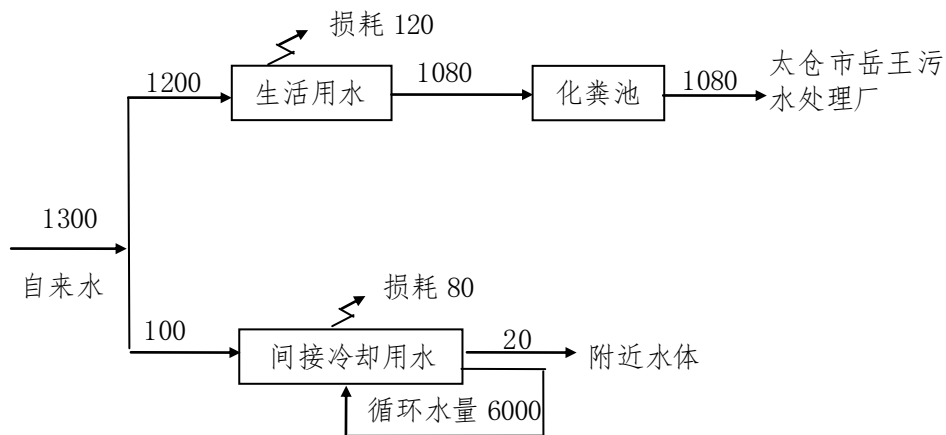 损耗 120
1200
生活用水
1080
化粪池
1080
太仓市岳王污
水处理厂
1300
自来水
损耗 80
100
间接冷却用水
20
附近水体
循环水量 6000